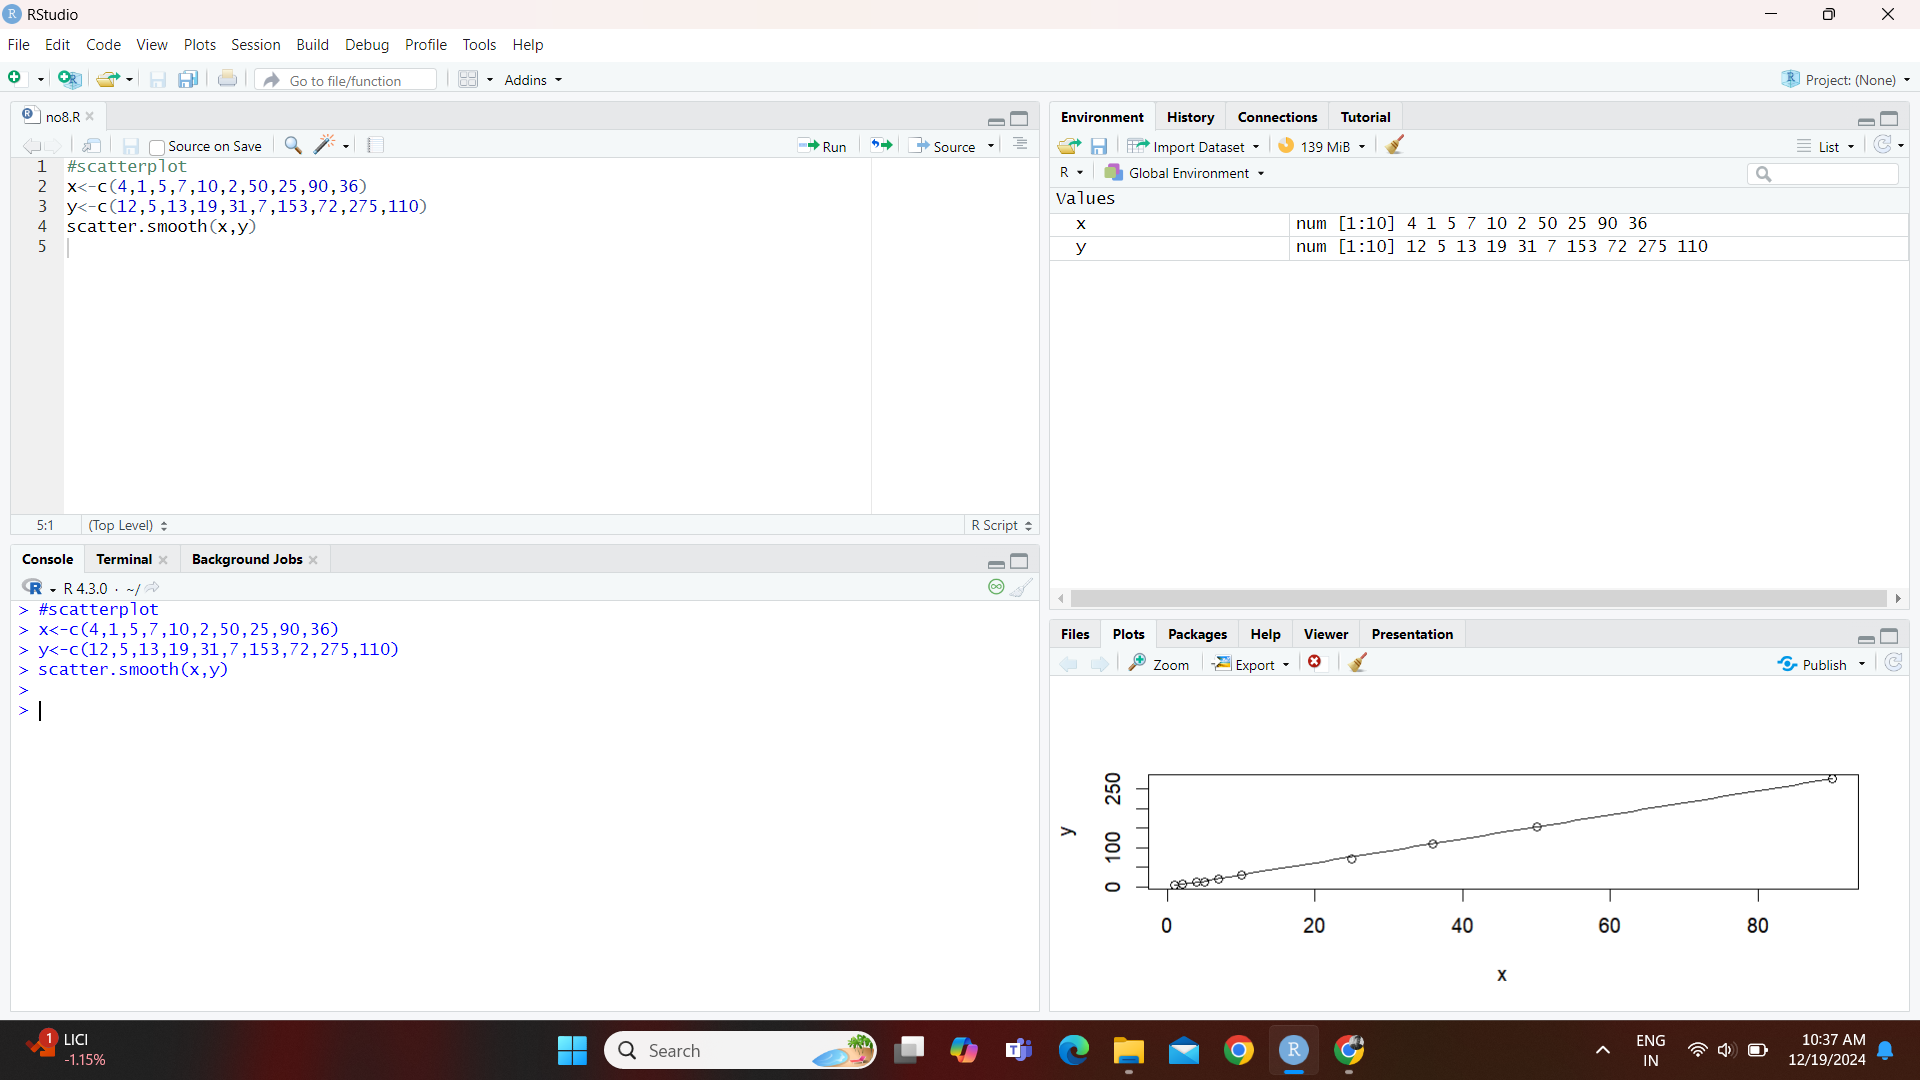 RStudio
File Edit Code View Plots Session Build Debug Profile Tools Help
Go to file/function Addins Project: (None)
no8.R
Source on Save Run Source
1 #scatterplot
2 x<-c(4,1,5,7,10,2,50,25,90,36)
3 y<-c(12,5,13,19,31,7,153,72,275,110)
4 scatter.smooth(x,y)
5
5:1 (Top Level) R Script
Console Terminal Background Jobs
R R 4.3.0 · ~/
> #scatterplot
> x<-c(4,1,5,7,10,2,50,25,90,36)
> y<-c(12,5,13,19,31,7,153,72,275,110)
> scatter.smooth(x,y)
>
>
Environment History Connections Tutorial
Import Dataset 139 MiB List
R Global Environment
Values
x num [1:10] 4 1 5 7 10 2 50 25 90 36
y num [1:10] 12 5 13 19 31 7 153 72 275 110
Files Plots Packages Help Viewer Presentation
Zoom Export Publish
y
250
100
0
0 20 40 60 80
x
1 LICI
-1.15%
Search
ENG
IN
10:37 AM
12/19/2024